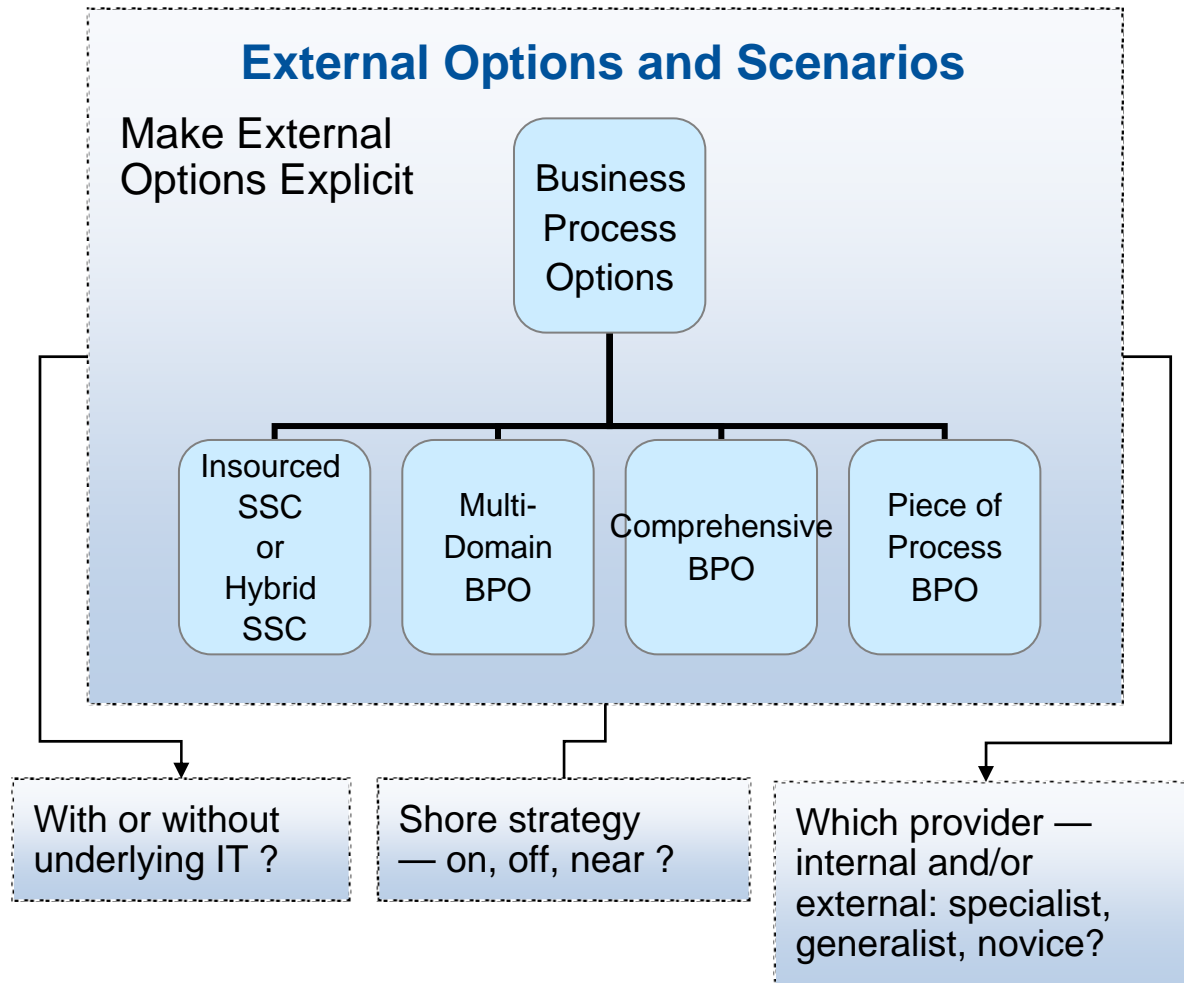 External Options and Scenarios
Make External
Options Explicit
Business
Process
Options
Insourced
SSC
or
Hybrid
SSC
Multi-
Domain
BPO
Comprehensive
BPO
Piece of
Process
BPO
With or without
underlying IT ?
Shore strategy
— on, off, near ?
Which provider —
internal and/or
external: specialist,
generalist, novice?